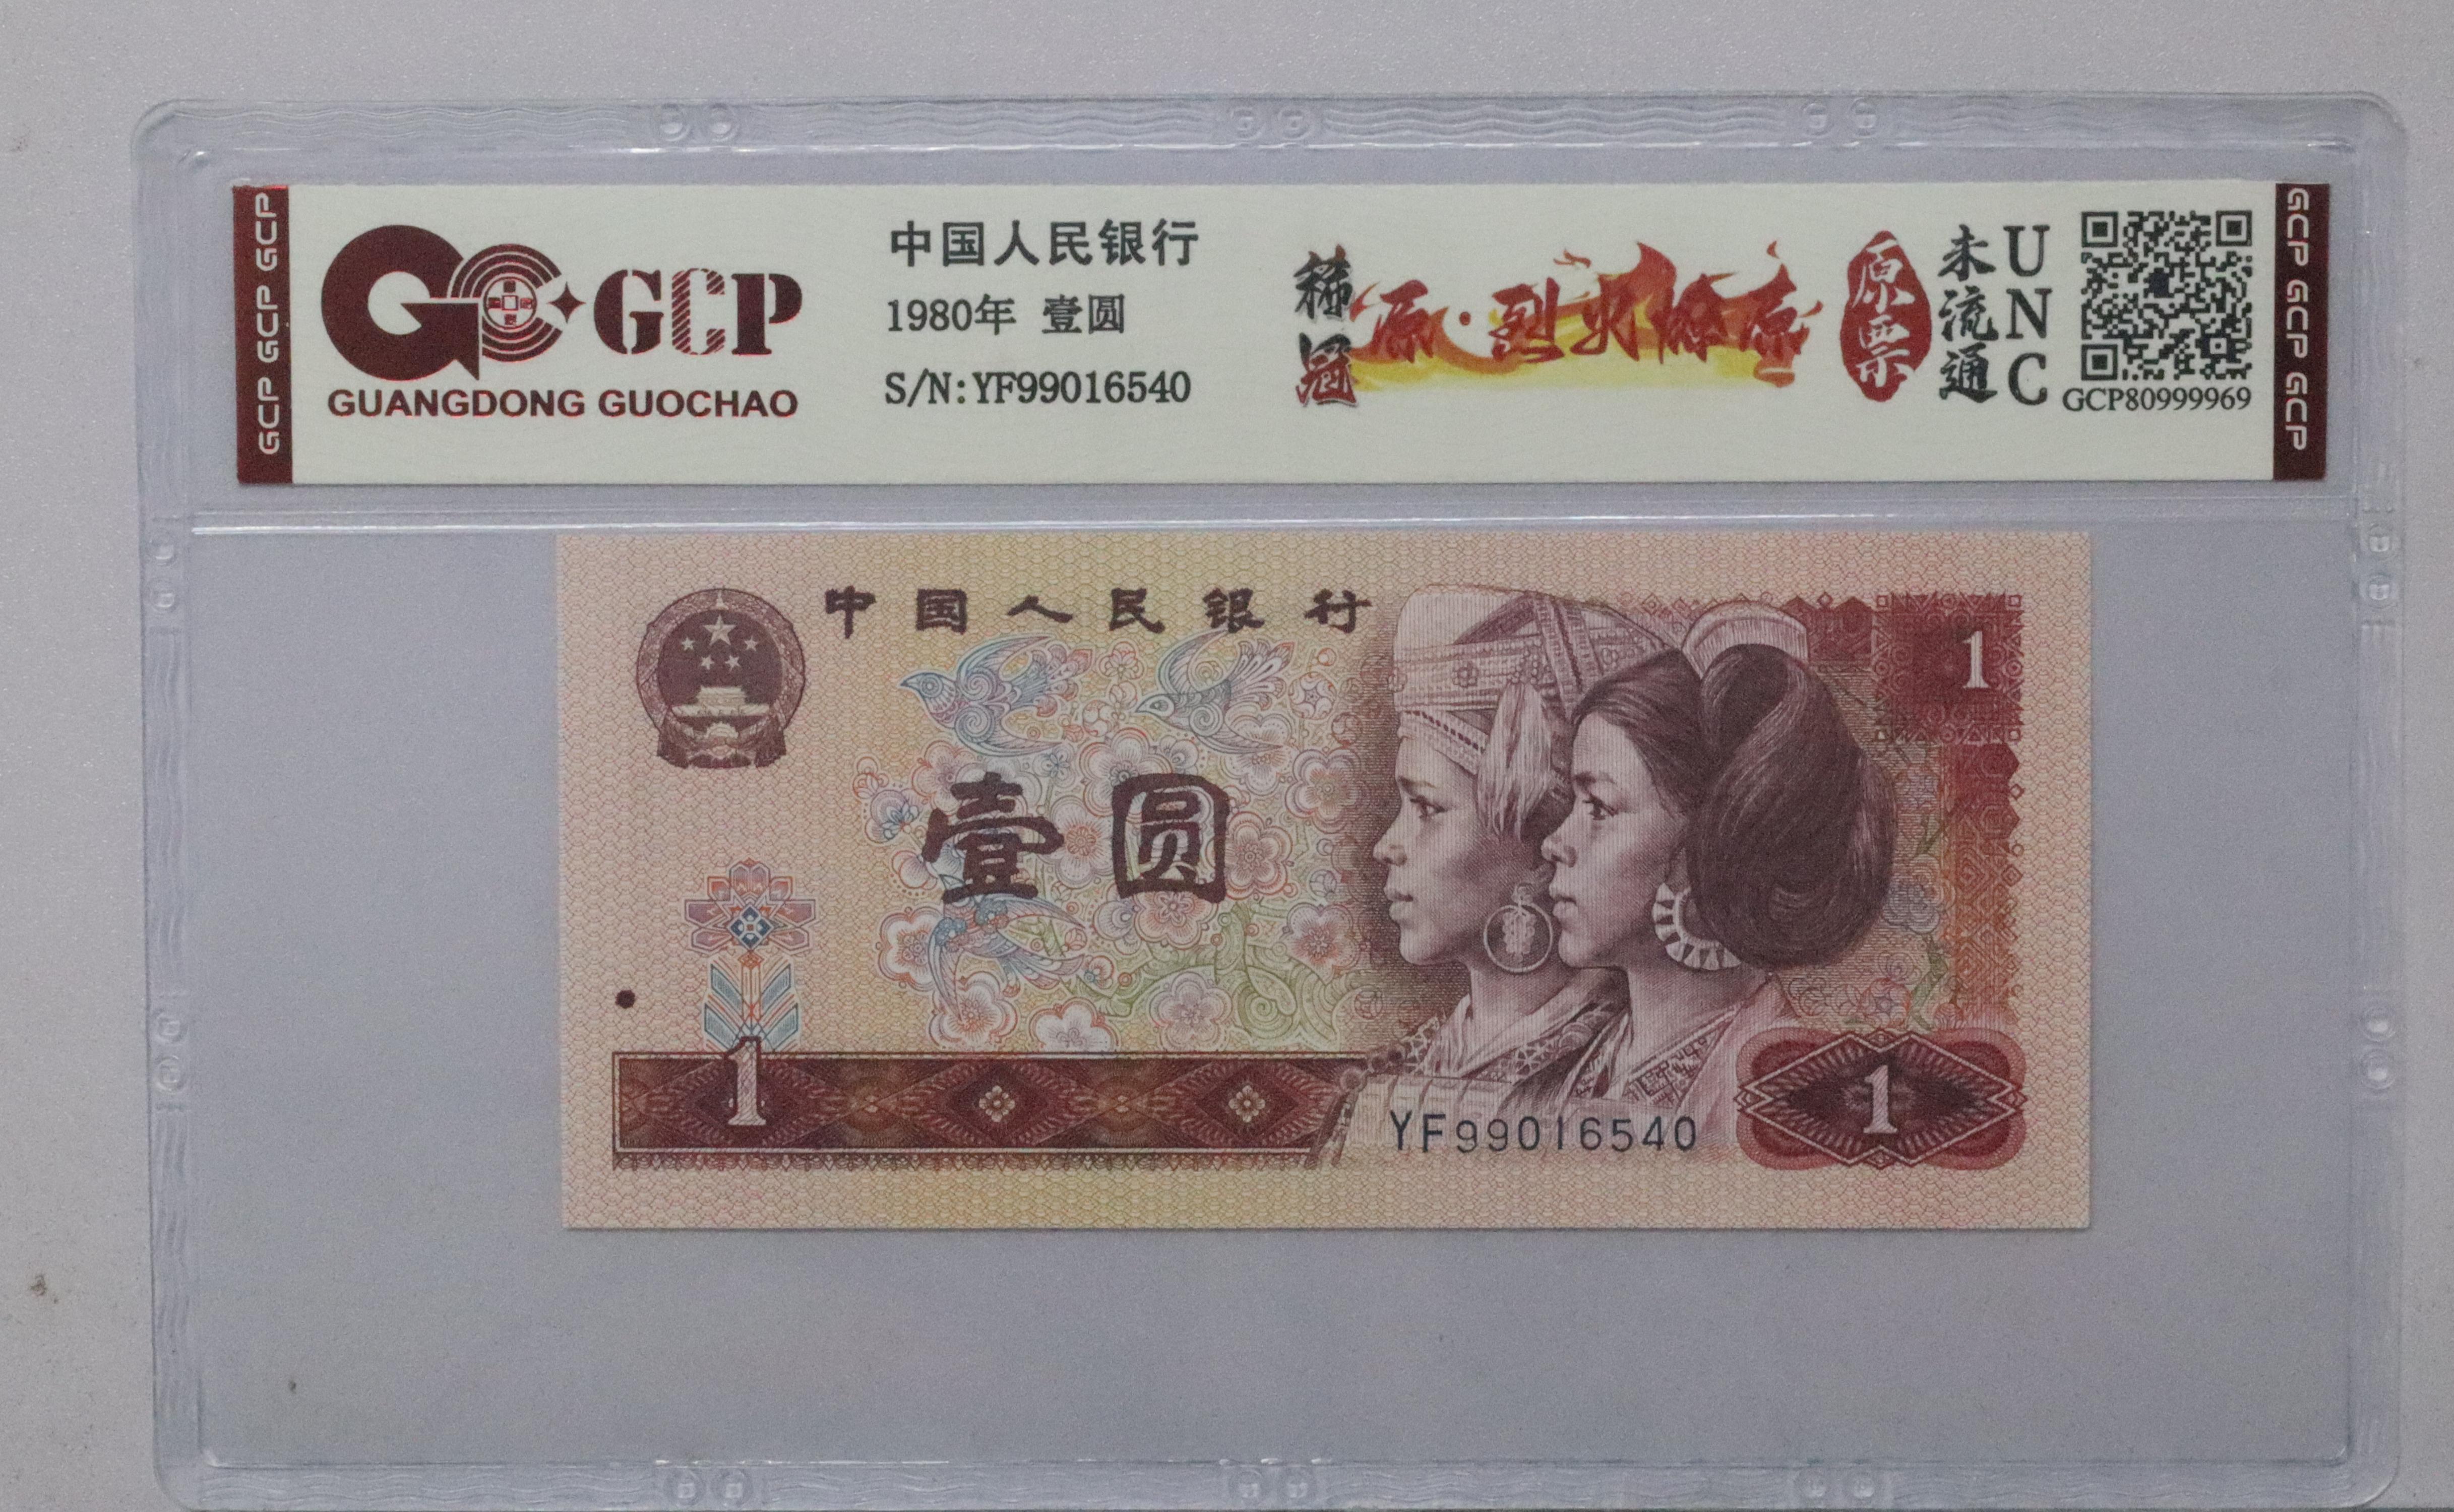 GCP GCP GCP
GCP
GUANGDONG GUOCHAO
中国人民银行
1980年 壹圆
S/N:YF99016540
稀冠
原·烈火燎原
原票
未流通
UNC
GCP80999969
GCP GCP GCP
中国人民银行
1
壹圆
1
YF99016540
1